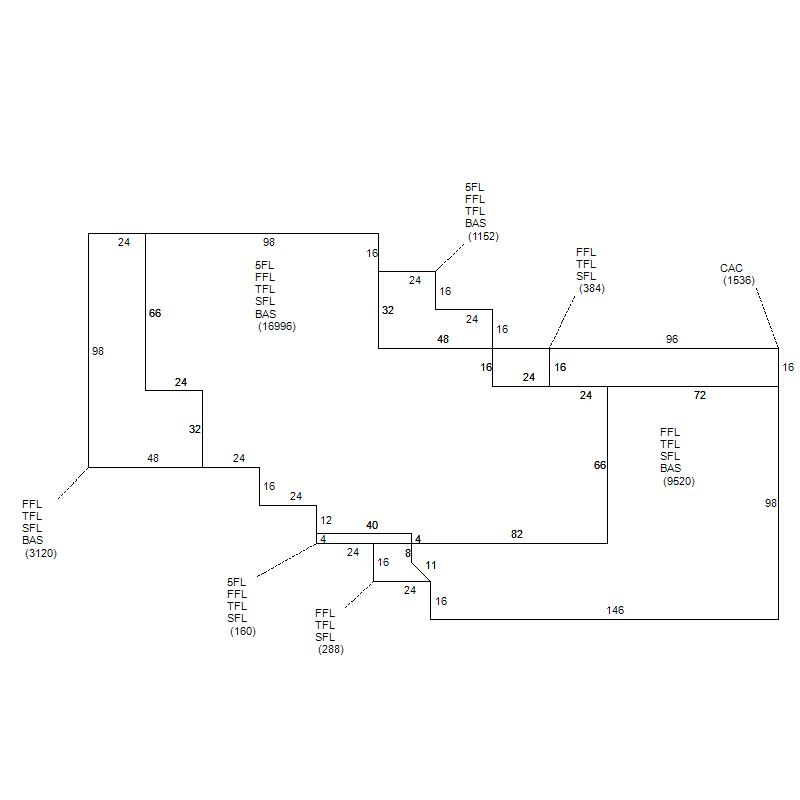 5FL
FFL
TFL
BAS
(1152)
24
98
16
FFL
TFL
SFL
(384)
CAC
(1536)
5FL
FFL
TFL
SFL
BAS
(16996)
24
16
66
32
24
16
98
48
96
16
16
16
24
24
24
72
32
FFL
TFL
SFL
BAS
(9520)
48
24
66
16
24
98
FFL
TFL
SFL
BAS
(3120)
12
40
4
4
82
24
8
16
11
5FL
FFL
TFL
SFL
(160)
24
16
146
FFL
TFL
SFL
(288)